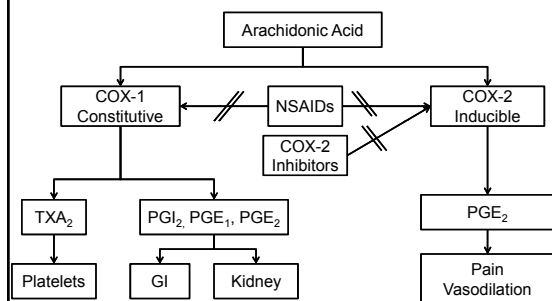 Arachidonic Acid
COX-1
Constitutive
NSAIDs
COX-2
Inducible
COX-2
Inhibitors
TXA₂
PGI₂, PGE₁, PGE₂
PGE₂
Platelets
GI
Kidney
Pain
Vasodilation